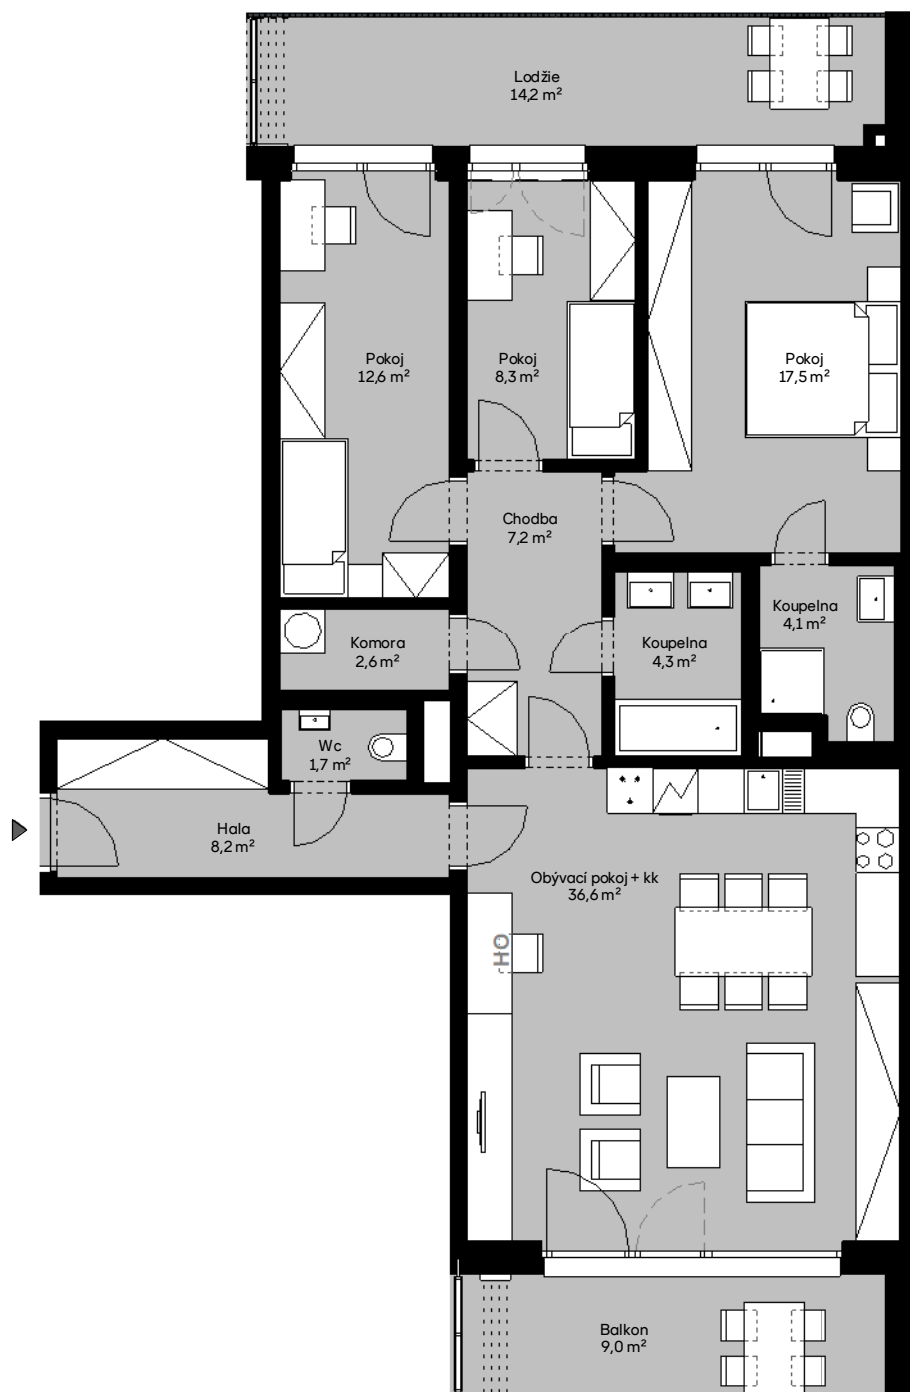 Lodžie
14,2 m²
Pokoj
12,6 m²
Pokoj
8,3 m²
Pokoj
17,5 m²
Chodba
7,2 m²
Koupelna
4,1 m²
Komora
2,6 m²
Koupelna
4,3 m²
Wc
1,7 m²
Hala
8,2 m²
Obývací pokoj + kk
36,6 m²
HO
Balkon
9,0 m²